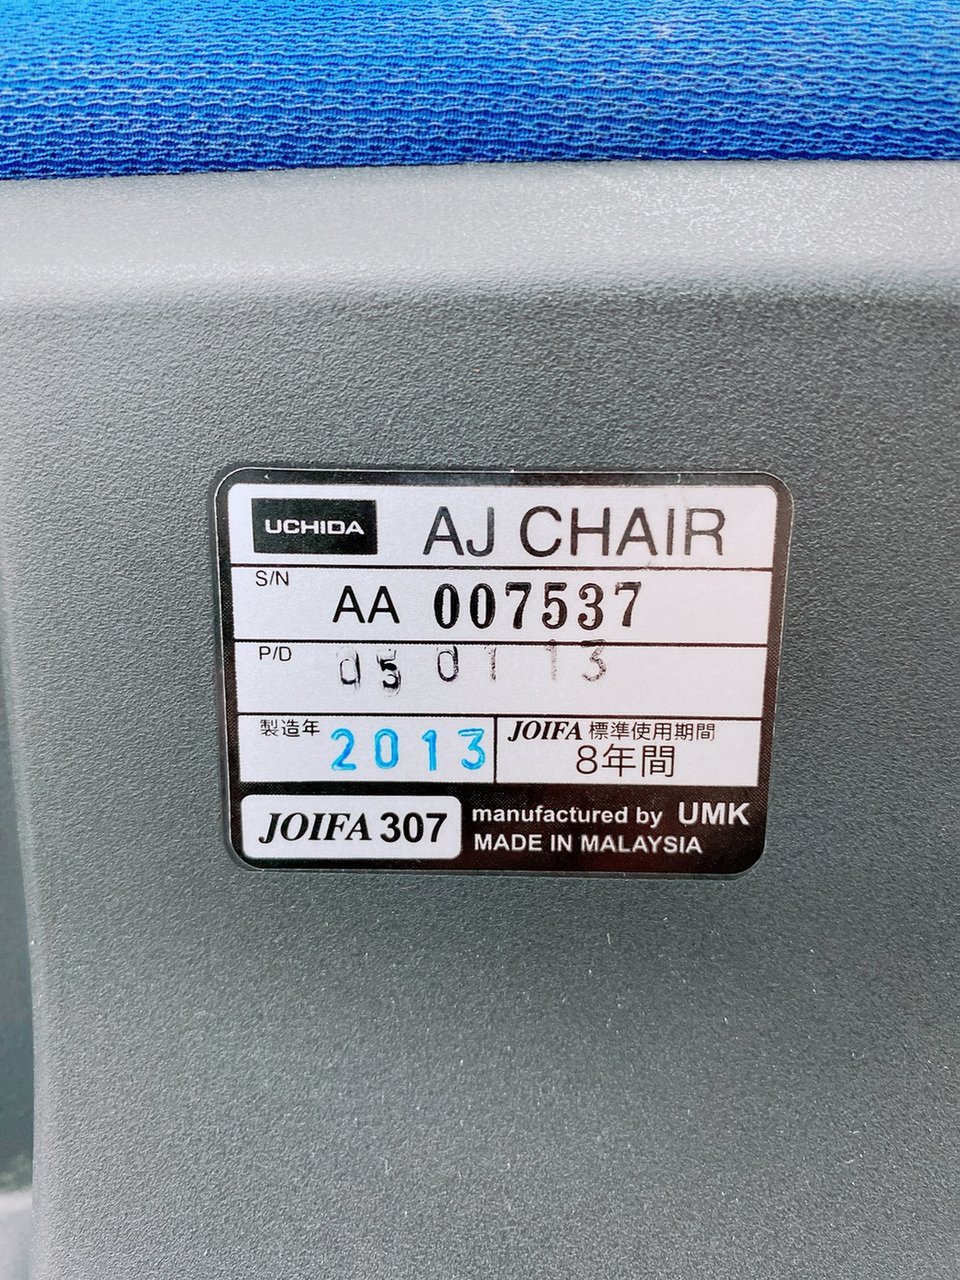 UCHIDA AJ CHAIR
S/N AA 007537
P/D 05 01 13
製造年 2013
JOIFA 標準使用期間
8年間
JOIFA 307
manufactured by UMK
MADE IN MALAYSIA